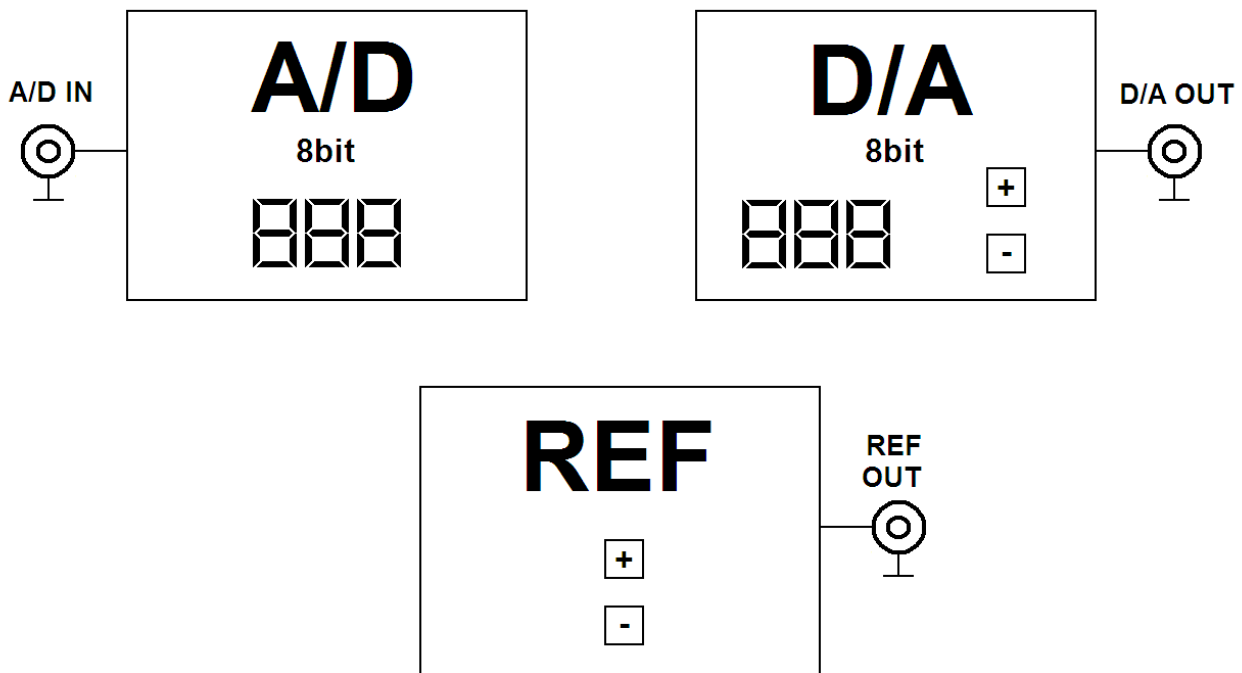 A/D
A/D IN
8bit
888
D/A
D/A OUT
8bit
888
+
-
REF
REF
OUT
+
-